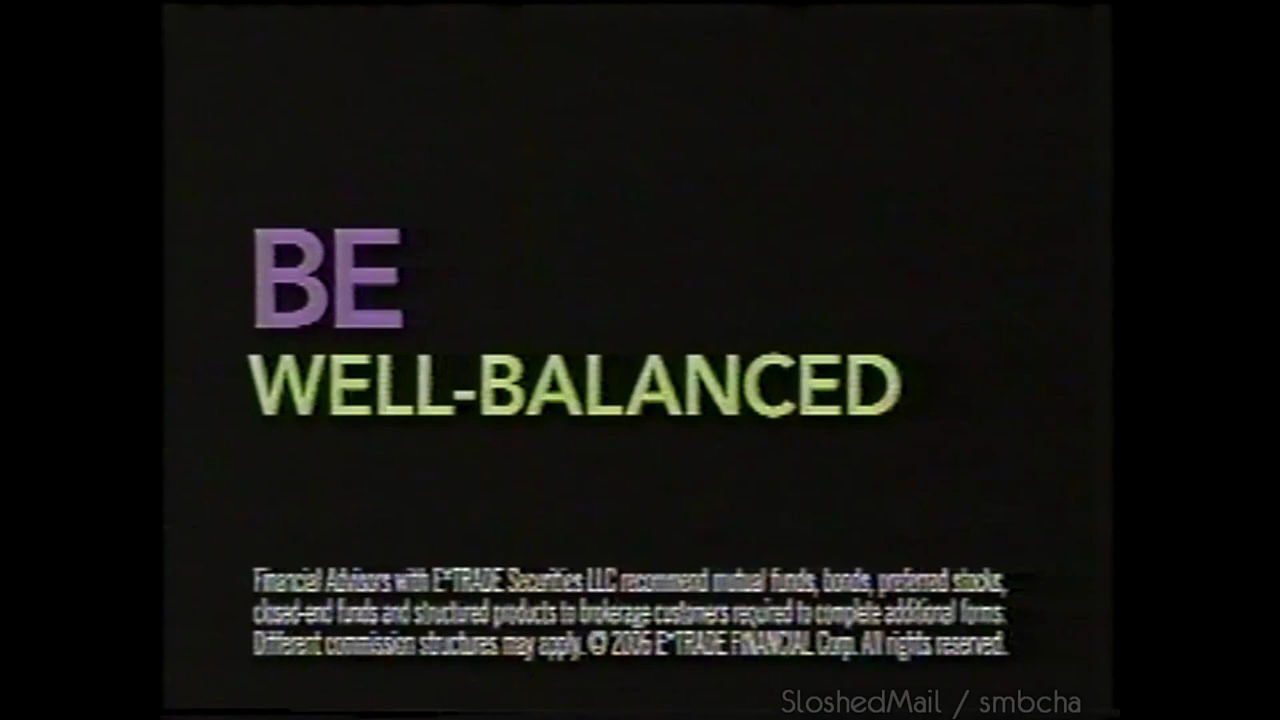 BE
WELL-BALANCED
Financial Advisors with E*TRADE Securities LLC recommend mutual funds, bonds, preferred stocks,
closed-end funds and structured products to brokerage customers required to complete additional forms.
Different commission structures may apply. © 2006 E*TRADE FINANCIAL Corp. All rights reserved.
SloshedMail / smbcha